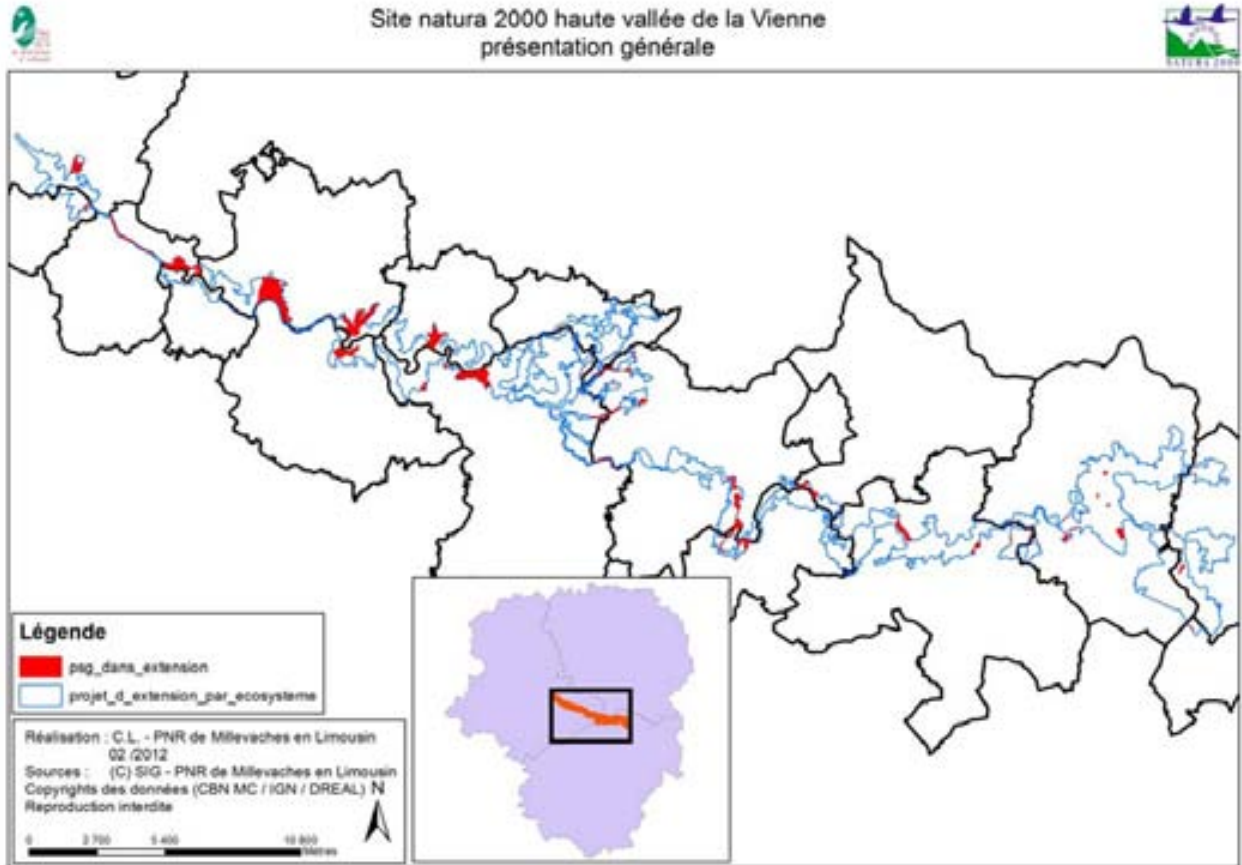 Site natura 2000 haute vallée de la Vienne
présentation générale
NATURA 2000
Légende
psg_dans_extension
projet_d_extension_par_ecosysteme
Réalisation : C.L. - PNR de Millevaches en Limousin
02 /2012
Sources : (C) SIG - PNR de Millevaches en Limousin
Copyrights des données (CBN MC / IGN / DREAL)
N
Reproduction interdite
0 2 700 5 400 10 800
Mètres